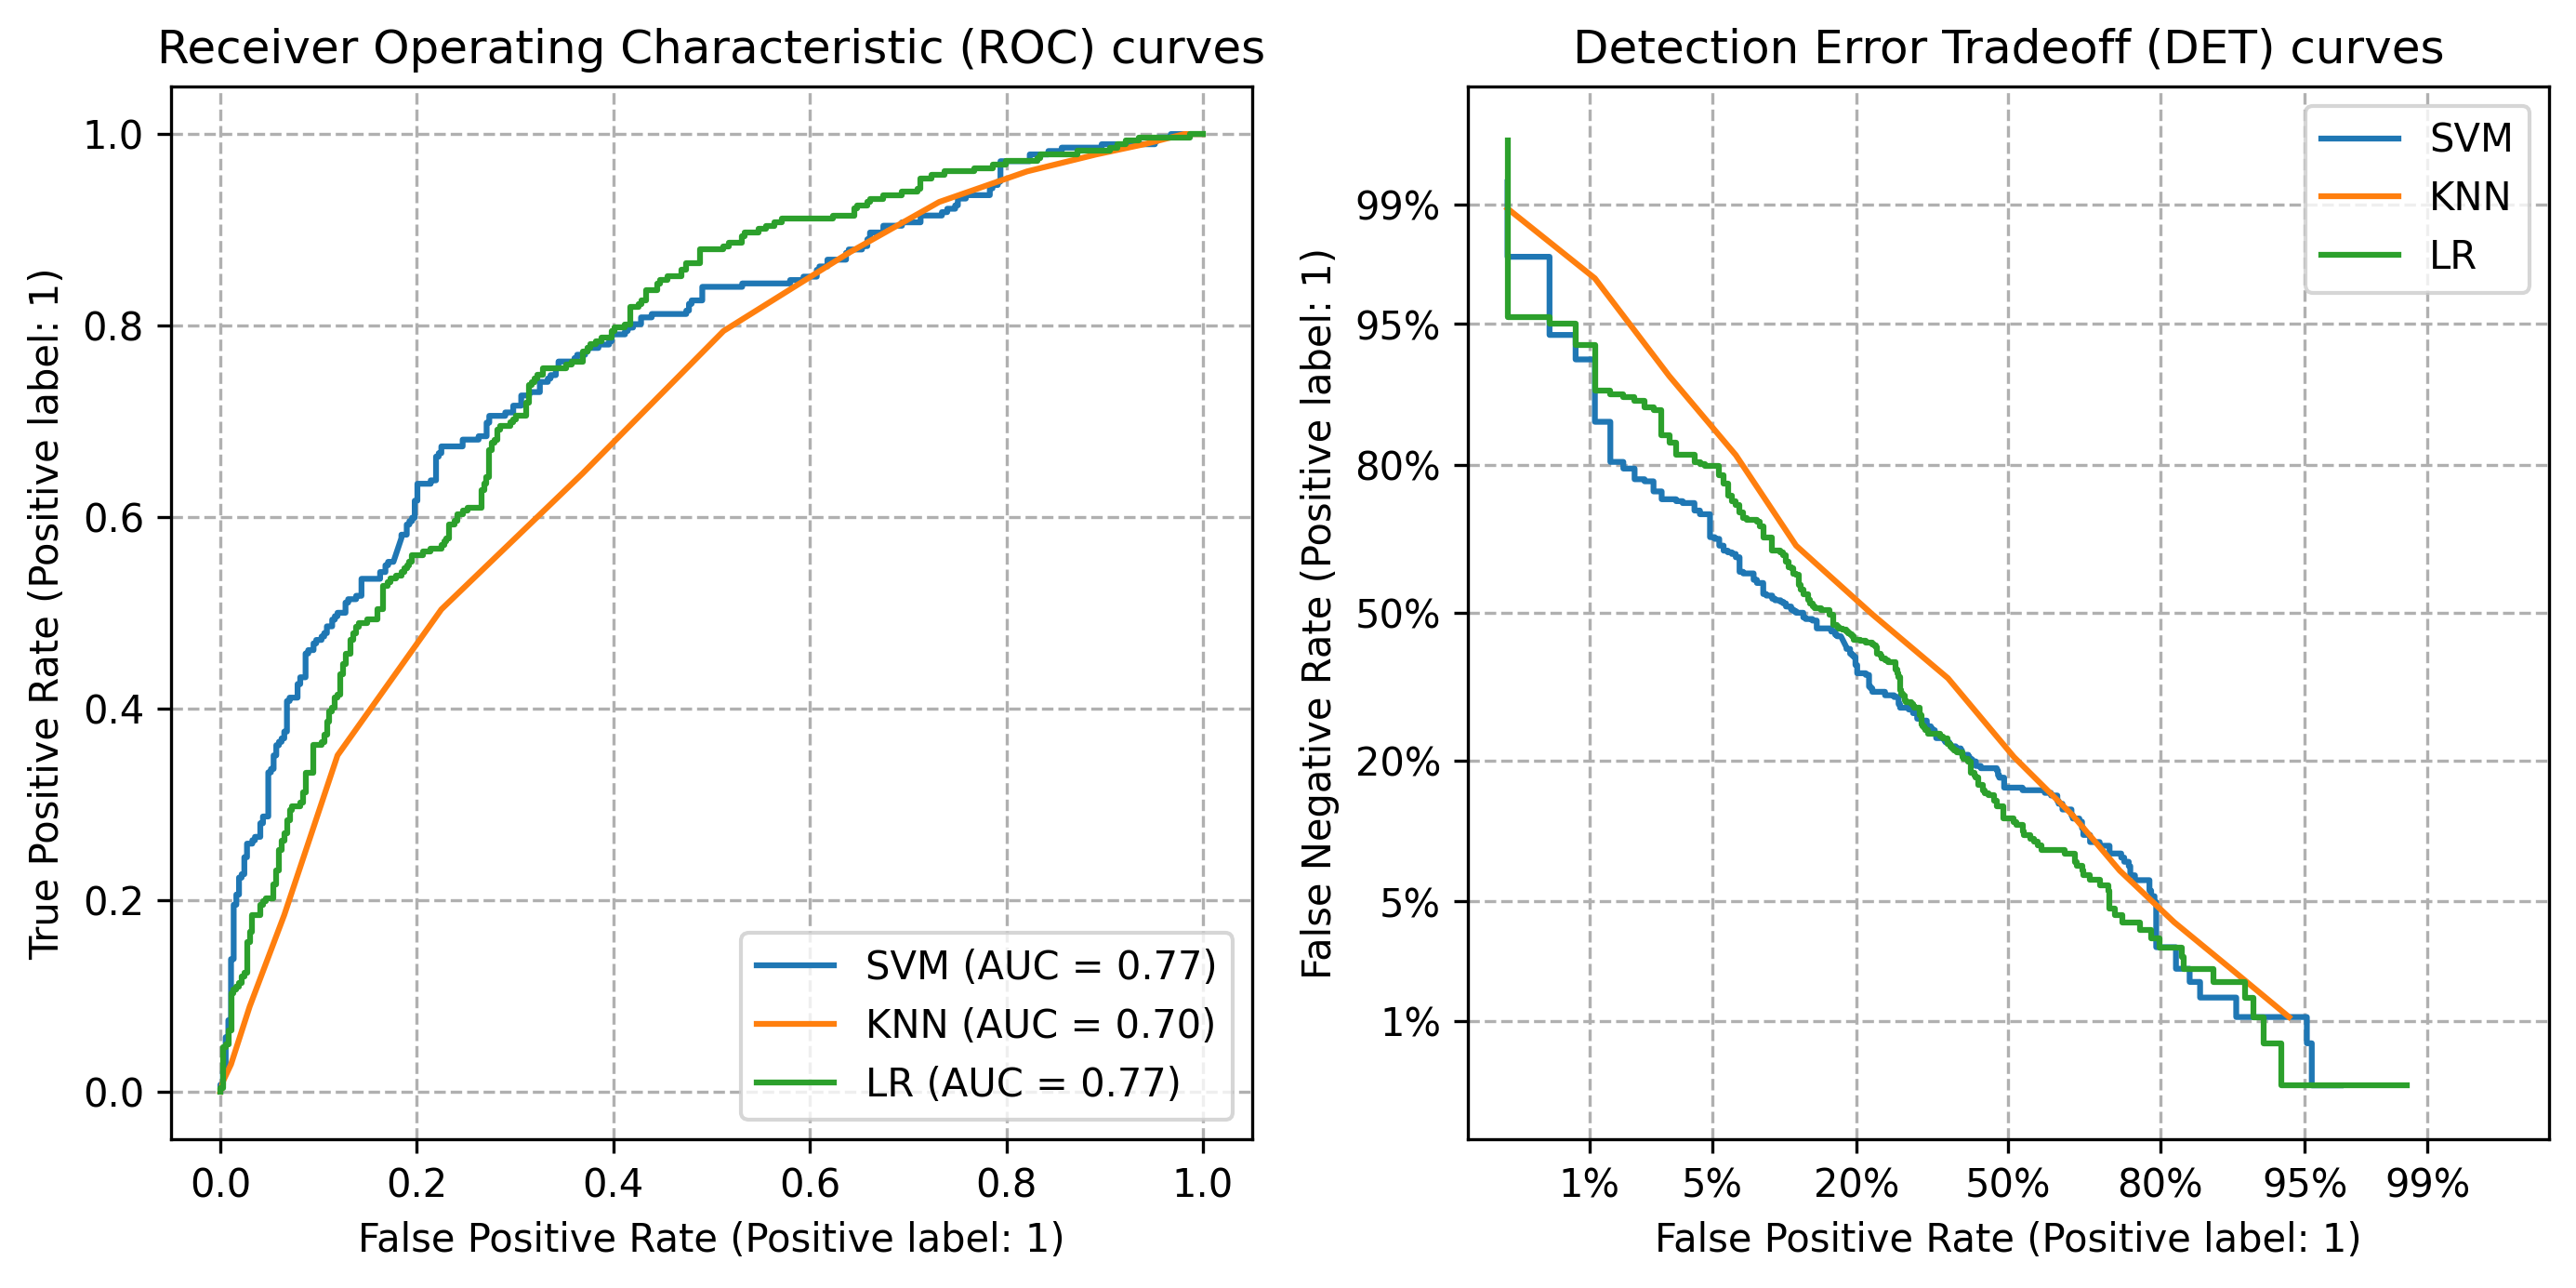 Receiver Operating Characteristic (ROC) curves
True Positive Rate (Positive label: 1)
1.0
0.8
0.6
0.4
0.2
0.0
SVM (AUC = 0.77)
KNN (AUC = 0.70)
LR (AUC = 0.77)
0.0 0.2 0.4 0.6 0.8 1.0
False Positive Rate (Positive label: 1)
Detection Error Tradeoff (DET) curves
False Negative Rate (Positive label: 1)
99%
95%
80%
50%
20%
5%
1%
SVM
KNN
LR
1% 5% 20% 50% 80% 95% 99%
False Positive Rate (Positive label: 1)